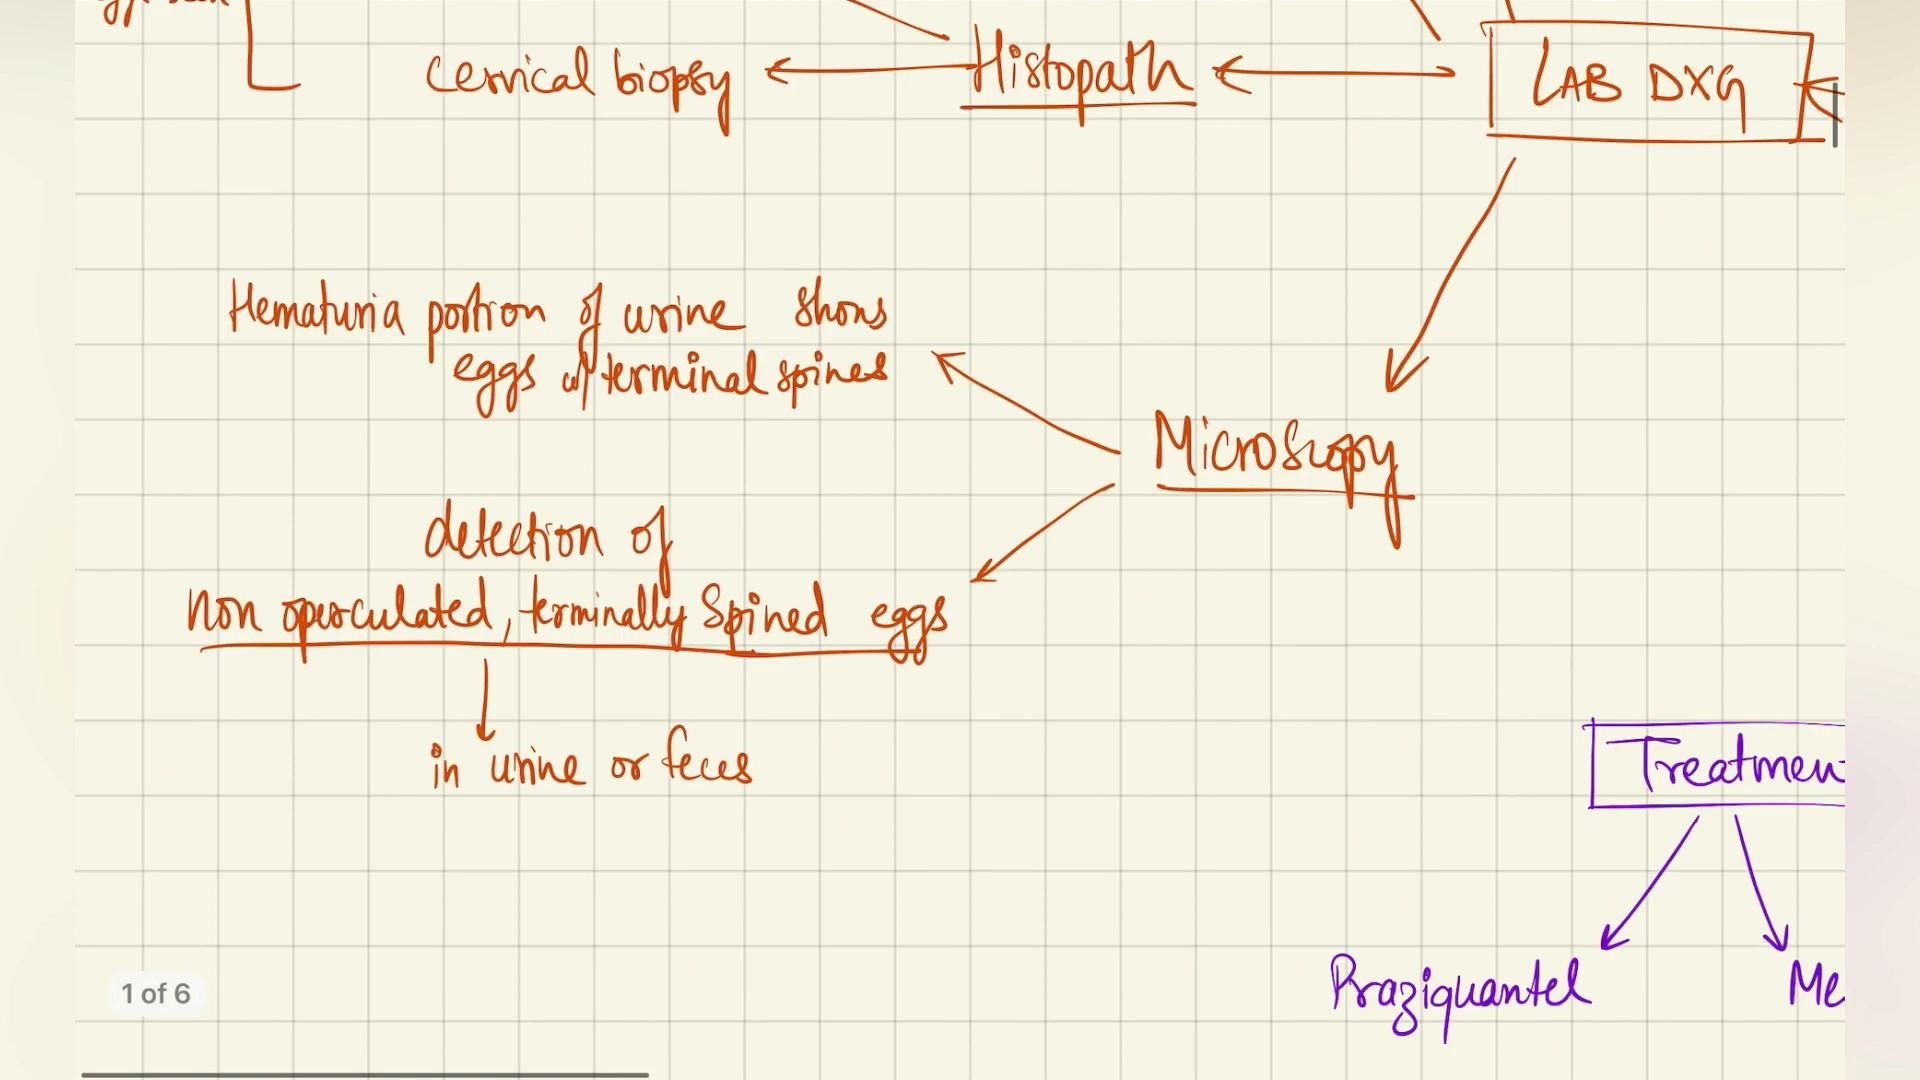 cervical biopsy
Histopath
LAB DXG
Hematuria portion of urine shows
eggs w/ terminal spines
Microscopy
detection of
non operculated, terminally spined eggs
in urine or feces
Treatmen
Praziquantel
Me
1 of 6